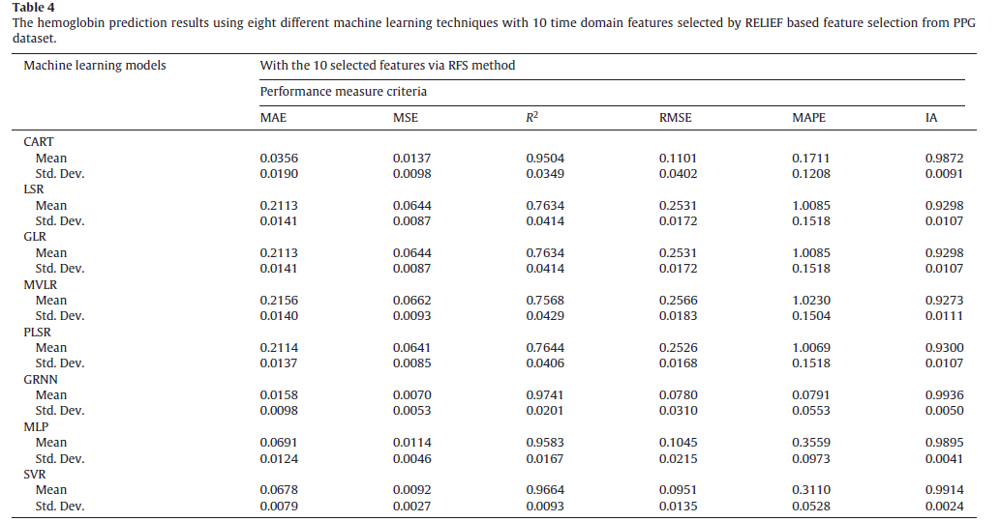 Table 4
The hemoglobin prediction results using eight different machine learning techniques with 10 time domain features selected by RELIEF based feature selection from PPG
dataset.
Machine learning models With the 10 selected features via RFS method
Performance measure criteria
MAE MSE R² RMSE MAPE IA
CART
Mean 0.0356 0.0137 0.9504 0.1101 0.1711 0.9872
Std. Dev. 0.0190 0.0098 0.0349 0.0402 0.1208 0.0091
LSR
Mean 0.2113 0.0644 0.7634 0.2531 1.0085 0.9298
Std. Dev. 0.0141 0.0087 0.0414 0.0172 0.1518 0.0107
GLR
Mean 0.2113 0.0644 0.7634 0.2531 1.0085 0.9298
Std. Dev. 0.0141 0.0087 0.0414 0.0172 0.1518 0.0107
MVLR
Mean 0.2156 0.0662 0.7568 0.2566 1.0230 0.9273
Std. Dev. 0.0140 0.0093 0.0429 0.0183 0.1504 0.0111
PLSR
Mean 0.2114 0.0641 0.7644 0.2526 1.0069 0.9300
Std. Dev. 0.0137 0.0085 0.0406 0.0168 0.1518 0.0107
GRNN
Mean 0.0158 0.0070 0.9741 0.0780 0.0791 0.9936
Std. Dev. 0.0098 0.0053 0.0201 0.0310 0.0553 0.0050
MLP
Mean 0.0691 0.0114 0.9583 0.1045 0.3559 0.9895
Std. Dev. 0.0124 0.0046 0.0167 0.0215 0.0973 0.0041
SVR
Mean 0.0678 0.0092 0.9664 0.0951 0.3110 0.9914
Std. Dev. 0.0079 0.0027 0.0093 0.0135 0.0528 0.0024